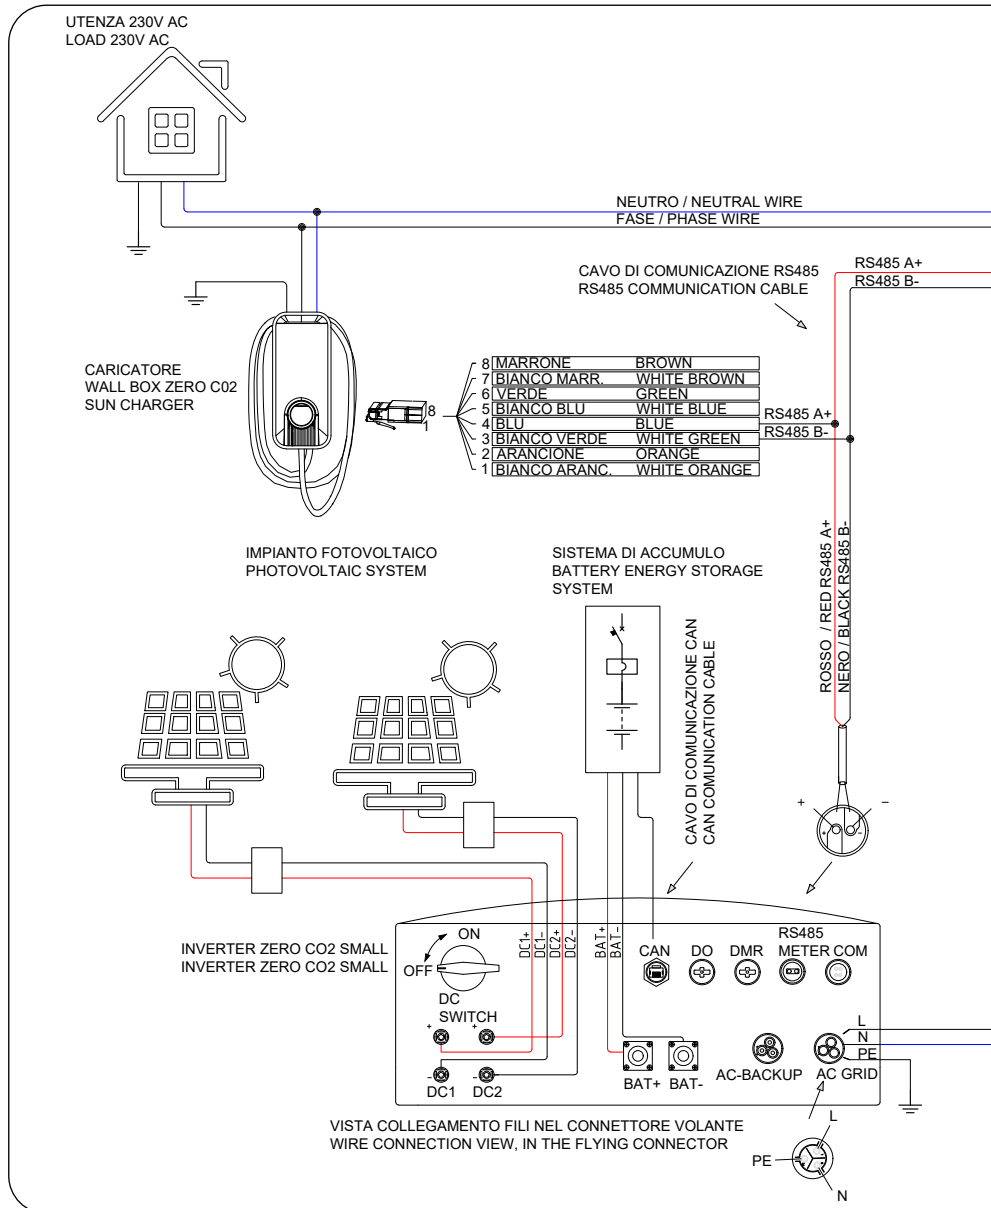 UTENZA 230V AC
LOAD 230V AC
NEUTRO / NEUTRAL WIRE
FASE / PHASE WIRE
RS485 A+
RS485 B-
CAVO DI COMUNICAZIONE RS485
RS485 COMMUNICATION CABLE
CARICATORE
WALL BOX ZERO C02
SUN CHARGER
8
1
8 MARRONE BROWN
7 BIANCO MARR. WHITE BROWN
6 VERDE GREEN
5 BIANCO BLU WHITE BLUE
4 BLU BLUE
3 BIANCO VERDE WHITE GREEN
2 ARANCIONE ORANGE
1 BIANCO ARANC. WHITE ORANGE
RS485 A+
RS485 B-
ROSSO / RED RS485 A+
NERO / BLACK RS485 B-
IMPIANTO FOTOVOLTAICO
PHOTOVOLTAIC SYSTEM
SISTEMA DI ACCUMULO
BATTERY ENERGY STORAGE
SYSTEM
CAVO DI COMUNICAZIONE CAN
CAN COMUNICATION CABLE
+ -
+ -
INVERTER ZERO CO2 SMALL
INVERTER ZERO CO2 SMALL
ON
OFF
DC
SWITCH
DC1+
DC1-
DC2+
DC2-
BAT+
BAT-
CAN
DO
DMR
RS485
METER COM
+ +
- -
DC1 DC2
BAT+ BAT-
AC-BACKUP
AC GRID
L
N
PE
VISTA COLLEGAMENTO FILI NEL CONNETTORE VOLANTE
WIRE CONNECTION VIEW, IN THE FLYING CONNECTOR
L
PE
N